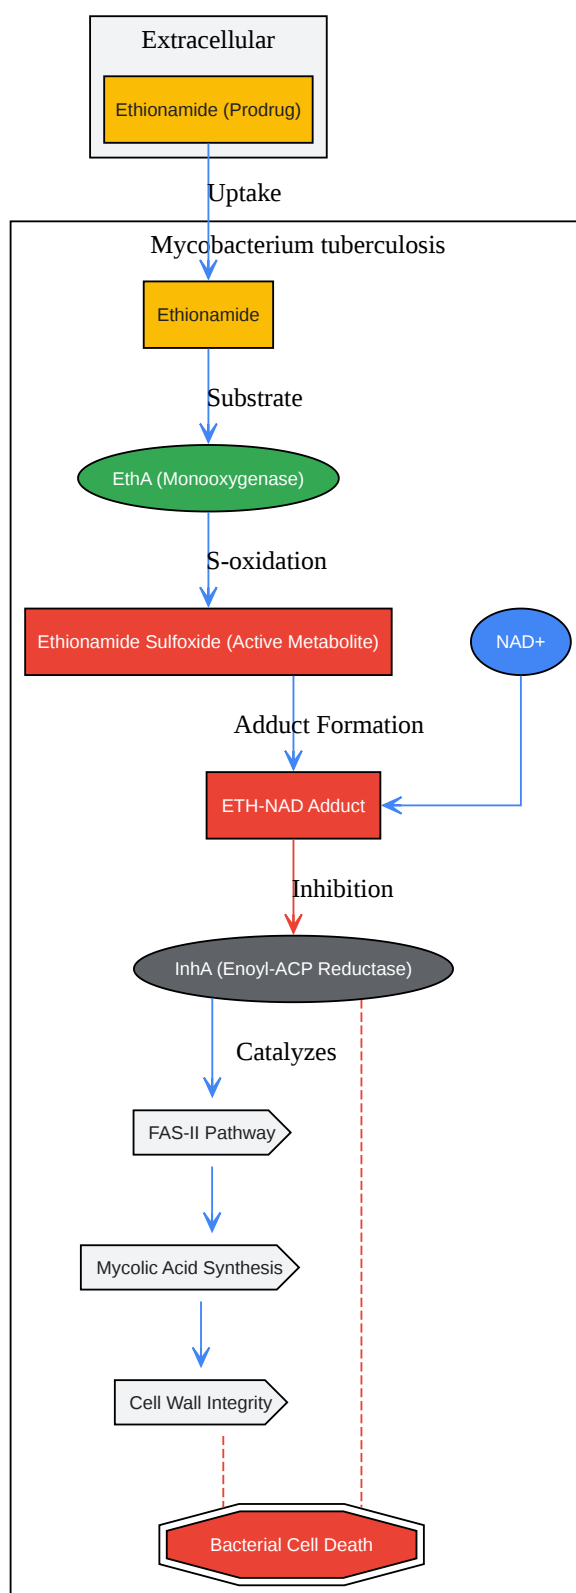 Extracellular
Ethionamide (Prodrug)
Uptake
Mycobacterium tuberculosis
Ethionamide
Substrate
EthA (Monooxygenase)
S-oxidation
Ethionamide Sulfoxide (Active Metabolite)
NAD+
Adduct Formation
ETH-NAD Adduct
Inhibition
InhA (Enoyl-ACP Reductase)
Catalyzes
FAS-II Pathway
Mycolic Acid Synthesis
Cell Wall Integrity
Bacterial Cell Death